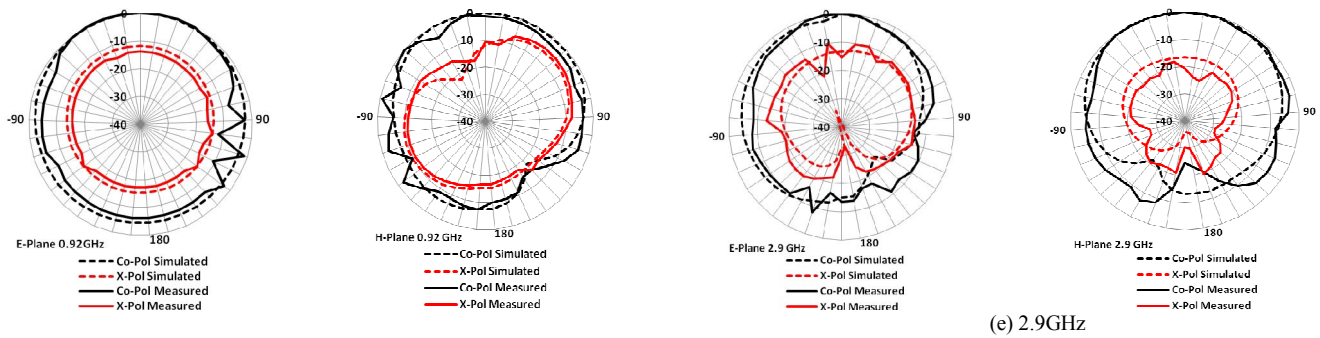 0
-10
-20
-30
-40
-90
90
180
E-Plane 0.92GHz
Co-Pol Simulated
X-Pol Simulated
Co-Pol Measured
X-Pol Measured
0
-10
-20
-30
-40
-90
90
180
H-Plane 0.92 GHz
Co-Pol Simulated
X-Pol Simulated
Co-Pol Measured
X-Pol Measured
0
-10
-20
-30
-40
-90
90
180
E-Plane 2.9 GHz
Co-Pol Simulated
X-Pol Simulated
Co-Pol Measured
X-Pol Measured
0
-10
-20
-30
-40
-90
90
180
H-Plane 2.9 GHz
Co-Pol Simulated
X-Pol Simulated
Co-Pol Measured
X-Pol Measured
(e) 2.9GHz